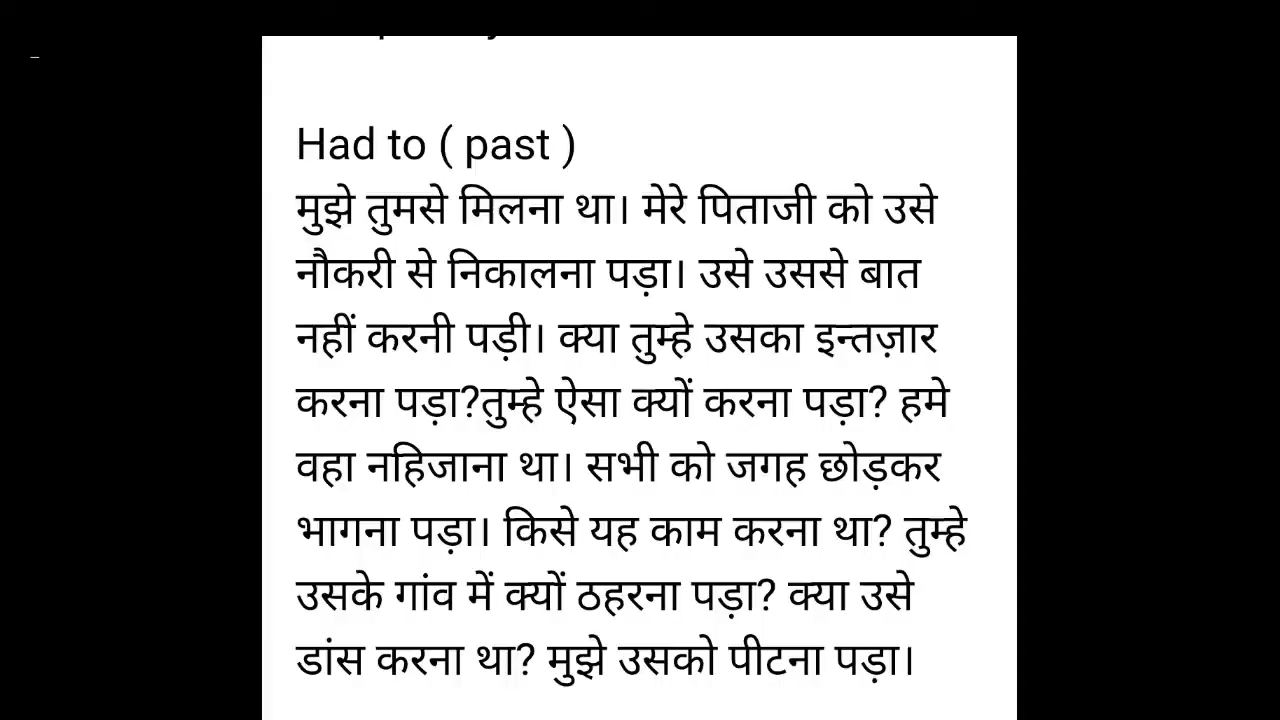 Had to ( past )
मुझे तुमसे मिलना था। मेरे पिताजी को उसे
नौकरी से निकालना पड़ा। उसे उससे बात
नहीं करनी पड़ी। क्या तुम्हे उसका इन्तज़ार
करना पड़ा?तुम्हे ऐसा क्यों करना पड़ा? हमे
वहा नहिजाना था। सभी को जगह छोड़कर
भागना पड़ा। किसे यह काम करना था? तुम्हे
उसके गांव में क्यों ठहरना पड़ा? क्या उसे
डांस करना था? मुझे उसको पीटना पड़ा।